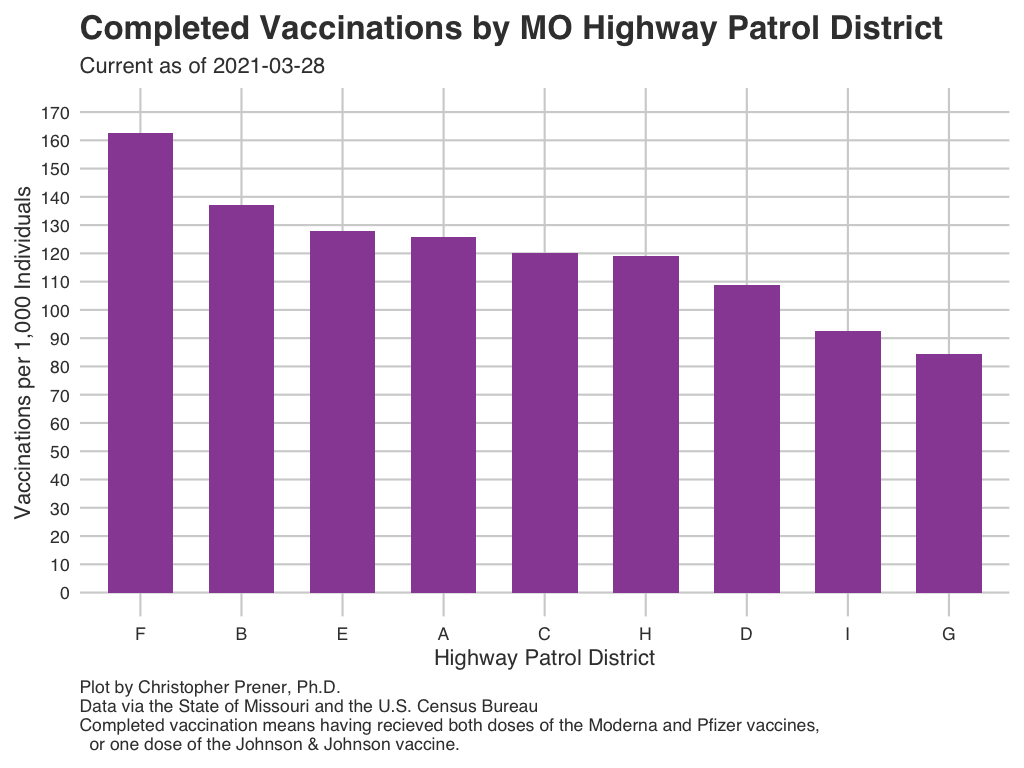 Completed Vaccinations by MO Highway Patrol District
Current as of 2021-03-28
Vaccinations per 1,000 Individuals
170
160
150
140
130
120
110
100
90
80
70
60
50
40
30
20
10
0
F B E A C H D I G
Highway Patrol District
Plot by Christopher Prener, Ph.D.
Data via the State of Missouri and the U.S. Census Bureau
Completed vaccination means having recieved both doses of the Moderna and Pfizer vaccines,
or one dose of the Johnson & Johnson vaccine.